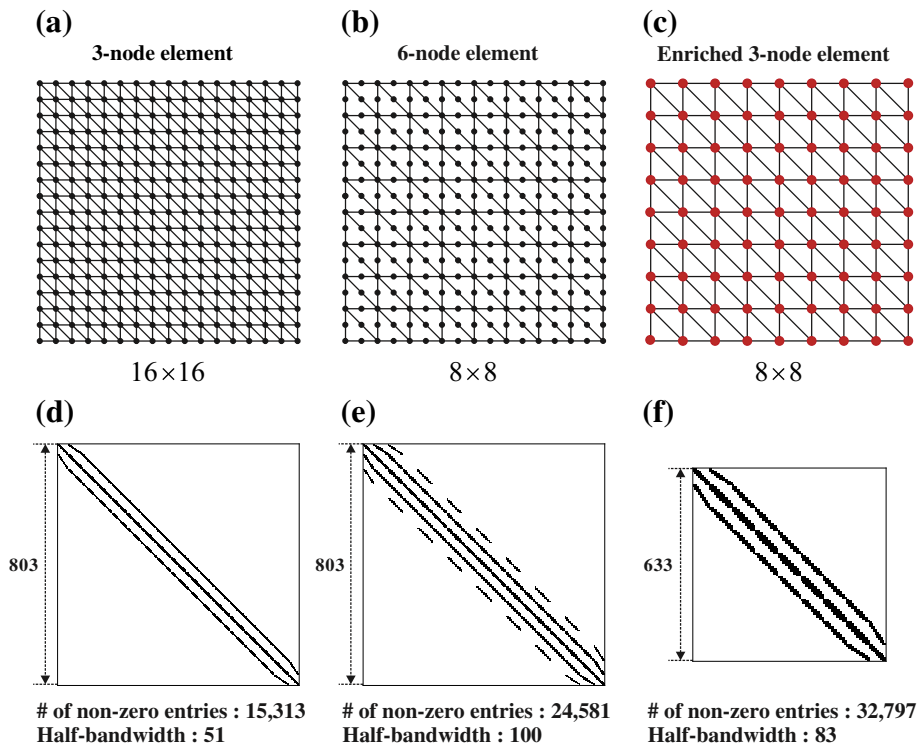 (a)
3-node element
(b)
6-node element
(c)
Enriched 3-node element
16×16
8×8
8×8
(d)
803
# of non-zero entries : 15,313
Half-bandwidth : 51
(e)
803
# of non-zero entries : 24,581
Half-bandwidth : 100
(f)
633
# of non-zero entries : 32,797
Half-bandwidth : 83